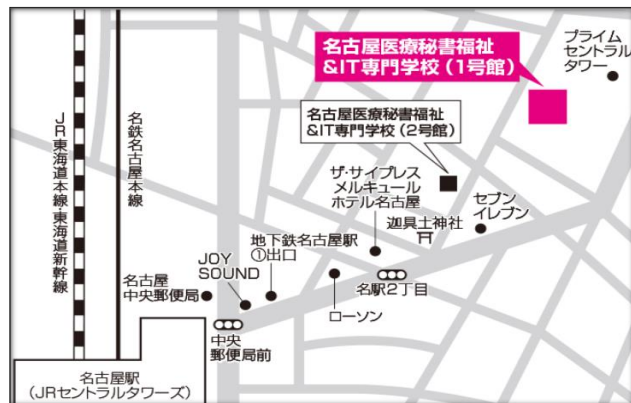 名古屋医療秘書福祉
&IT専門学校(1号館)
プライム
セントラル
タワー
名古屋医療秘書福祉
&IT専門学校(2号館)
JR東海道本線・東海道新幹線
名鉄名古屋本線
ザ・サイプレス
メルキュール
ホテル名古屋
迦具土神社
セブン
イレブン
地下鉄名古屋駅
①出口
JOY
SOUND
名古屋
中央郵便局
名駅2丁目
ローソン
中央
郵便局前
名古屋駅
(JRセントラルタワーズ)